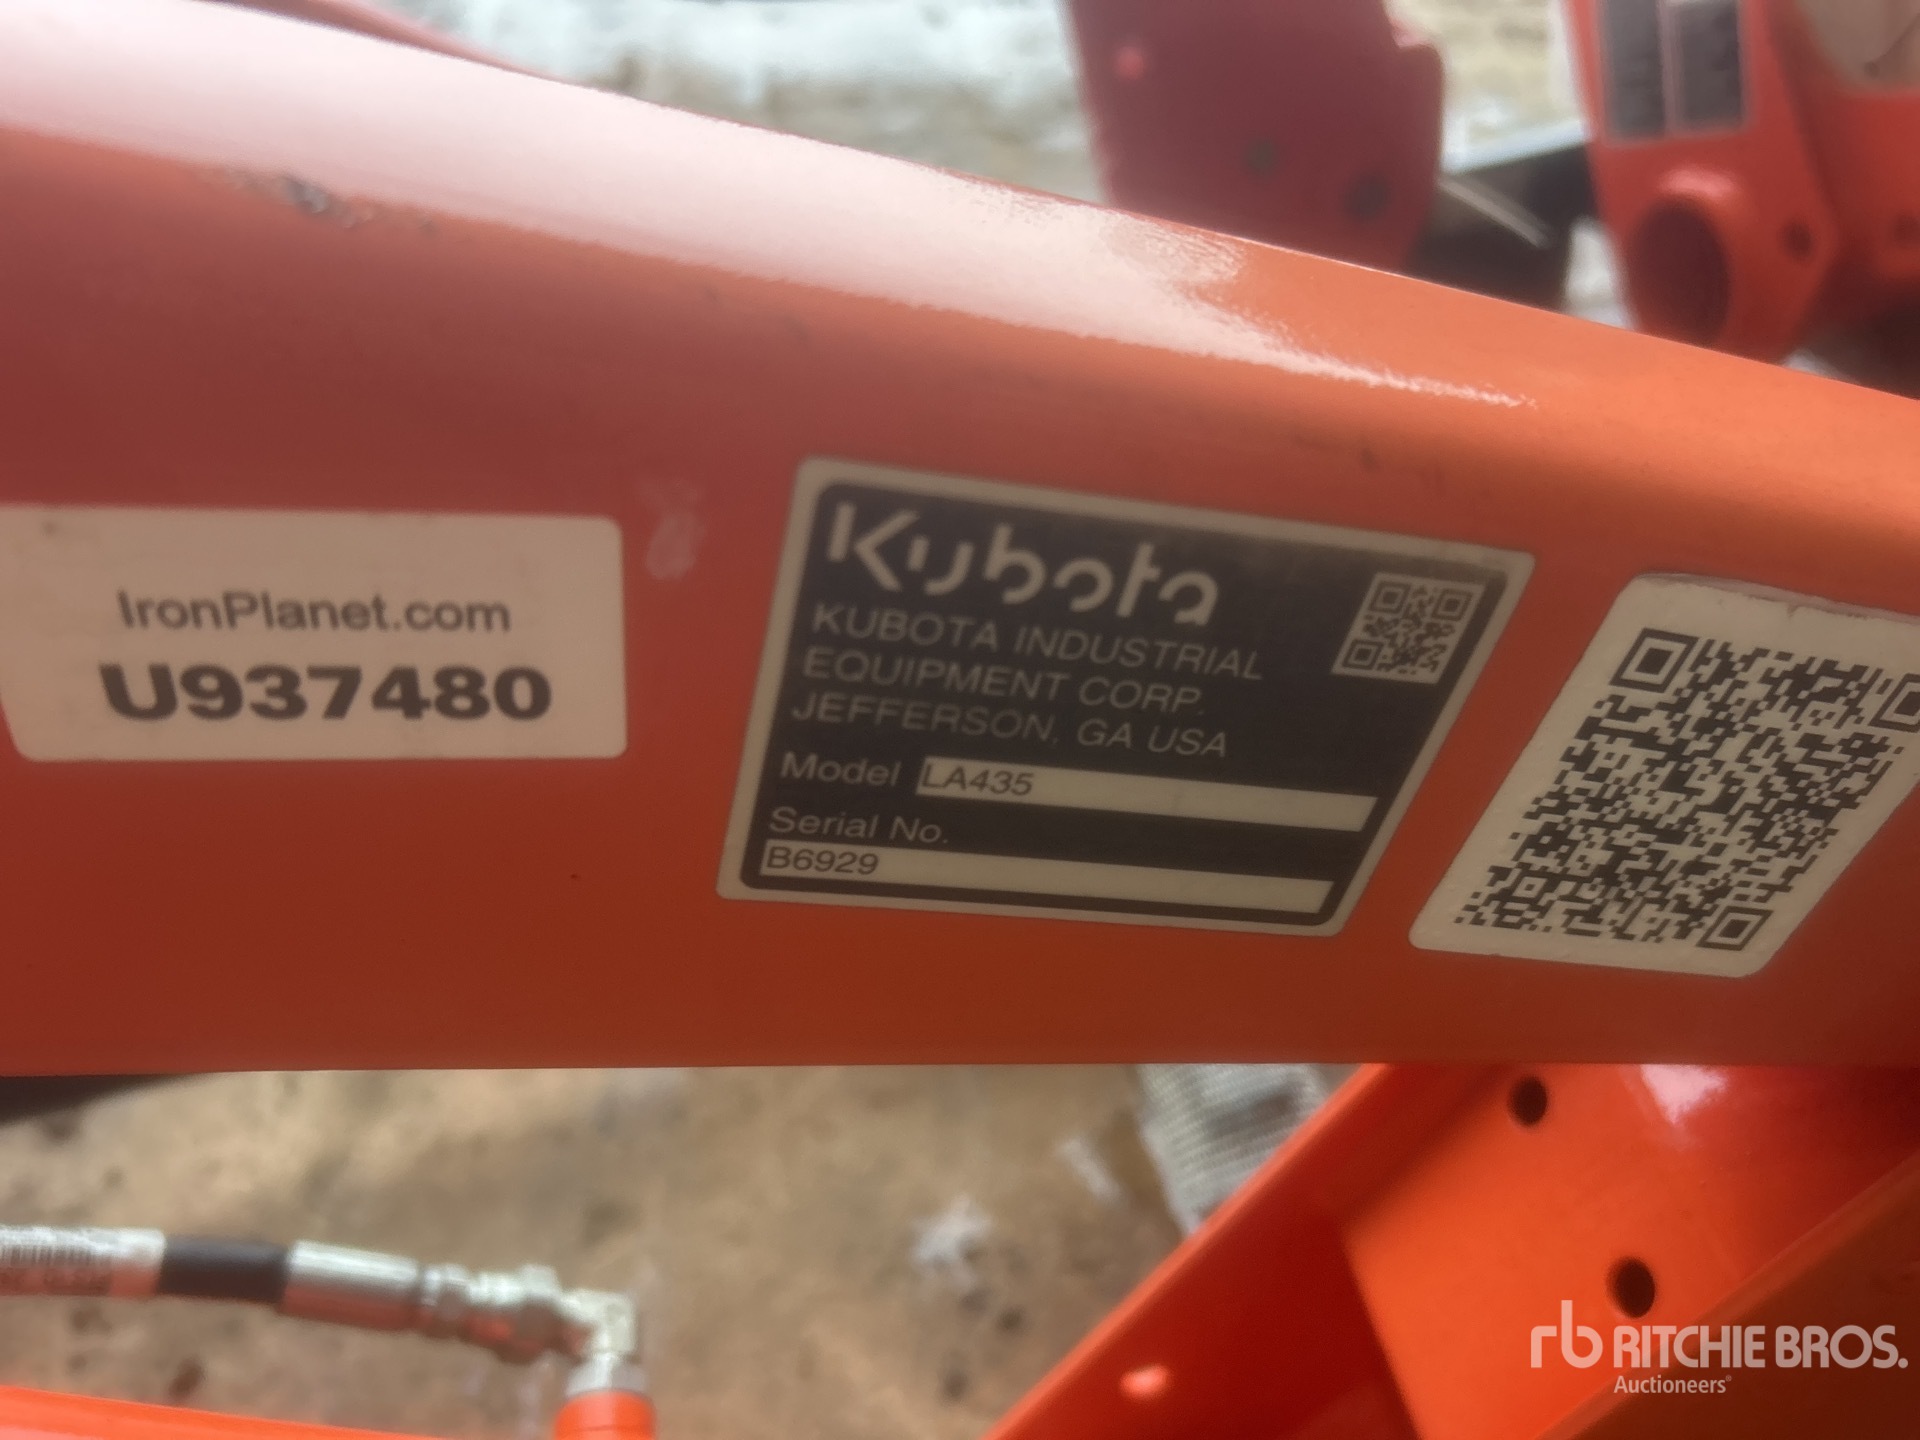 IronPlanet.com
U937480
Kubota
KUBOTA INDUSTRIAL
EQUIPMENT CORP.
JEFFERSON, GA USA
Model LA435
Serial No.
B6929
rb RITCHIE BROS.
Auctioneers